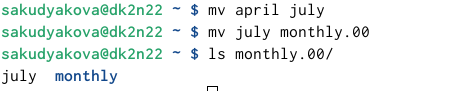 sakudyakova@dk2n22 ~ $ mv april july
sakudyakova@dk2n22 ~ $ mv july monthly.00
sakudyakova@dk2n22 ~ $ ls monthly.00/
july  monthly